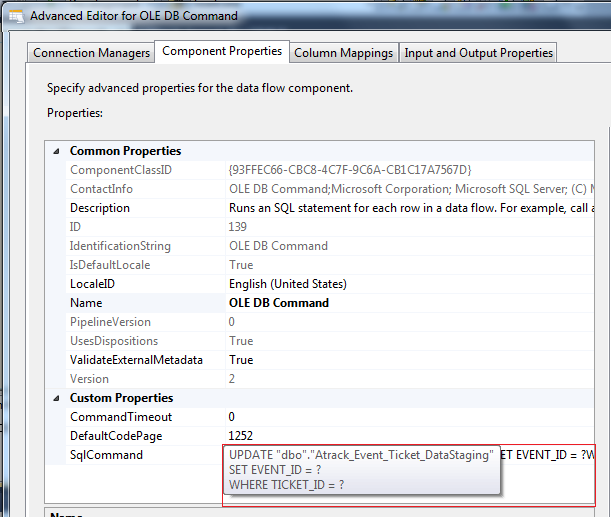 Advanced Editor for OLE DB Command
Connection Managers Component Properties Column Mappings Input and Output Properties
Specify advanced properties for the data flow component.
Properties:
Common Properties
ComponentClassID {93FFEC66-CBC8-4C7F-9C6A-CB1C17A7567D}
ContactInfo OLE DB Command;Microsoft Corporation; Microsoft SQL Server; (C) M
Description Runs an SQL statement for each row in a data flow. For example, call a
ID 139
IdentificationString OLE DB Command
IsDefaultLocale True
LocaleID English (United States)
Name OLE DB Command
PipelineVersion 0
UsesDispositions True
ValidateExternalMetadata True
Version 2
Custom Properties
CommandTimeout 0
DefaultCodePage 1252
SqlCommand UPDATE "dbo"."Atrack_Event_Ticket_DataStaging" ET EVENT_ID = ?W
SET EVENT_ID = ?
WHERE TICKET_ID = ?